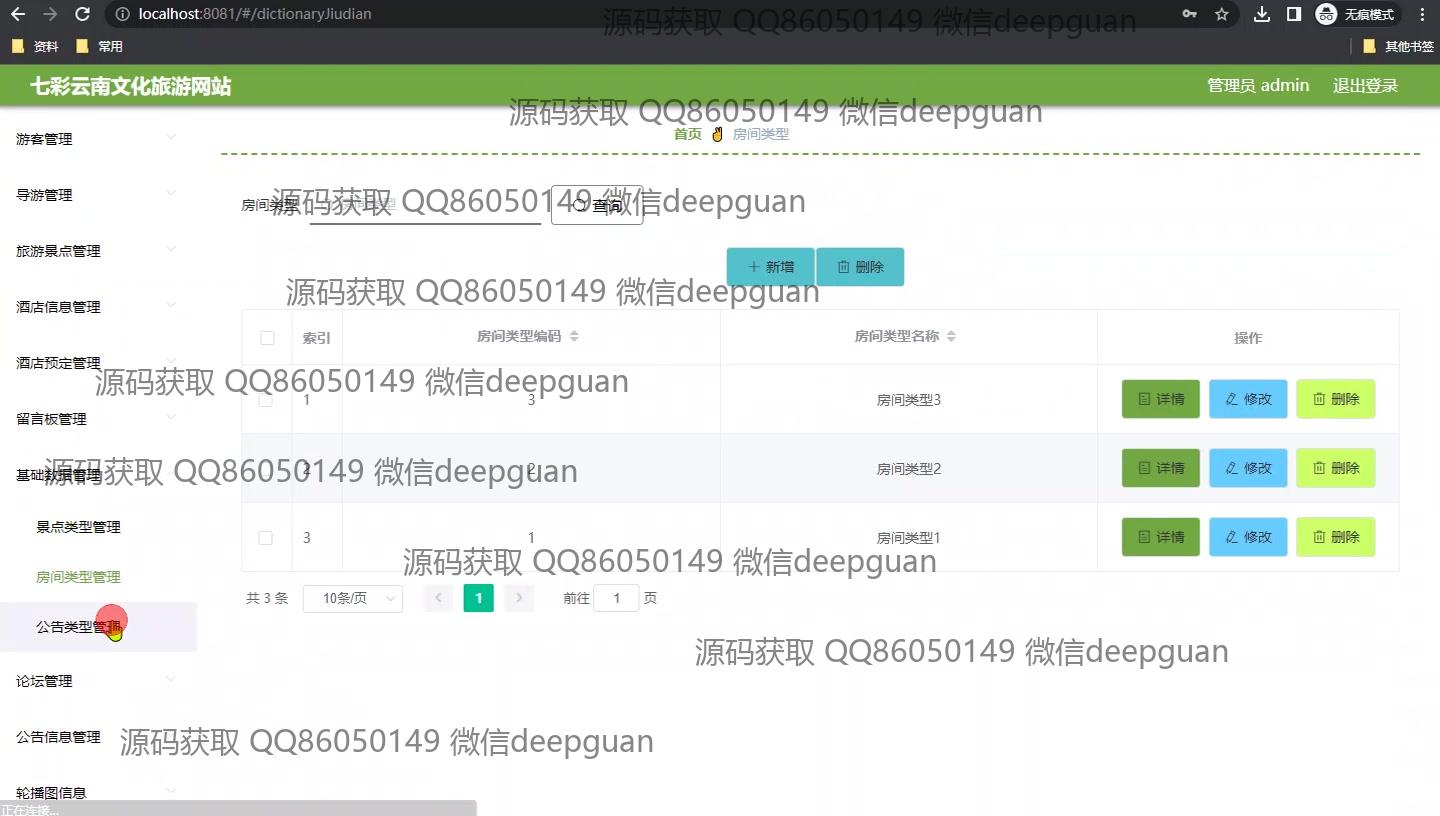 localhost:8081/#/dictionaryJiudian
无痕模式
资料
常用
其他书签
源码获取 QQ86050149 微信deepguan
七彩云南文化旅游网站
管理员 admin
退出登录
源码获取 QQ86050149 微信deepguan
首页
房间类型
游客管理
导游管理
旅游景点管理
酒店信息管理
酒店预定管理
留言板管理
基础数据管理
景点类型管理
房间类型管理
公告类型管理
论坛管理
公告信息管理
轮播图信息
房间类型
房间类型
查询
源码获取 QQ86050149 微信deepguan
新增
删除
源码获取 QQ86050149 微信deepguan
索引
房间类型编码
房间类型名称
操作
1
3
房间类型3
详情
修改
删除
源码获取 QQ86050149 微信deepguan
2
2
房间类型2
详情
修改
删除
源码获取 QQ86050149 微信deepguan
3
1
房间类型1
详情
修改
删除
源码获取 QQ86050149 微信deepguan
共 3 条
10条/页
1
前往
1
页
源码获取 QQ86050149 微信deepguan
源码获取 QQ86050149 微信deepguan
正在连接...